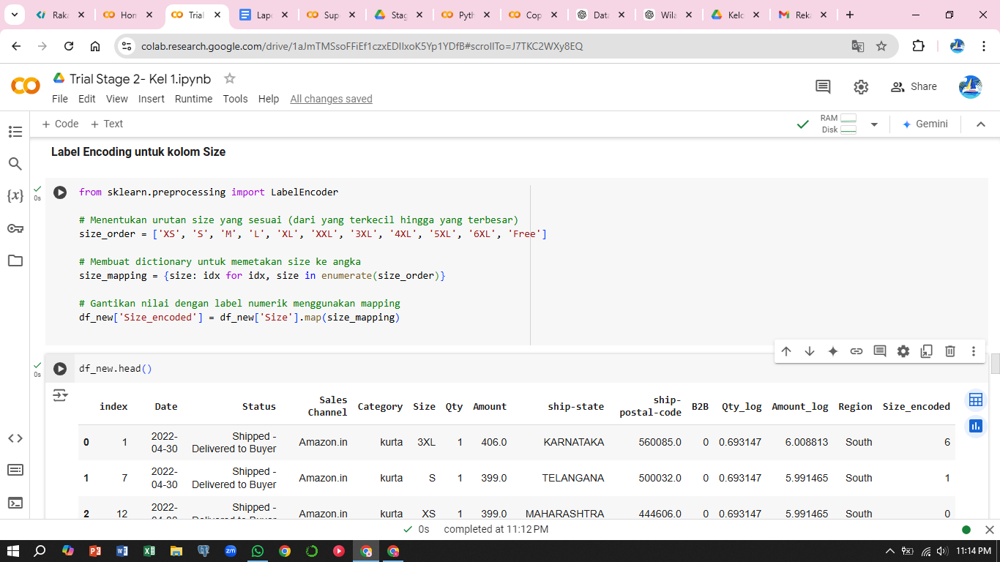 Raka
Hon
Trial
Lapo
Sup
Stag
Pyth
Cop
Data
Wila
Kelo
Reka
colab.research.google.com/drive/1aJmTMSsoFFiEf1czxEDIIxoK5Yp1YDfB#scrollTo=J7TKC2WXy8EQ
Trial Stage 2- Kel 1.ipynb
File Edit View Insert Runtime Tools Help All changes saved
Share
+ Code + Text
RAM
Disk
Gemini
Label Encoding untuk kolom Size
0s
from sklearn.preprocessing import LabelEncoder
# Menentukan urutan size yang sesuai (dari yang terkecil hingga yang terbesar)
size_order = ['XS', 'S', 'M', 'L', 'XL', 'XXL', '3XL', '4XL', '5XL', '6XL', 'Free']
# Membuat dictionary untuk memetakan size ke angka
size_mapping = {size: idx for idx, size in enumerate(size_order)}
# Gantikan nilai dengan label numerik menggunakan mapping
df_new['Size_encoded'] = df_new['Size'].map(size_mapping)
0s
df_new.head()
index Date Status Sales Channel Category Size Qty Amount ship-state ship-postal-code B2B Qty_log Amount_log Region Size_encoded
0 1 2022-04-30 Shipped - Delivered to Buyer Amazon.in kurta 3XL 1 406.0 KARNATAKA 560085.0 0 0.693147 6.008813 South 6
1 7 2022-04-30 Shipped - Delivered to Buyer Amazon.in kurta S 1 399.0 TELANGANA 500032.0 0 0.693147 5.991465 South 1
2 12 2022- Shipped - Amazon.in kurta XS 1 399.0 MAHARASHTRA 444606.0 0 0.693147 5.991465 South 0
0s completed at 11:12 PM
11:14 PM